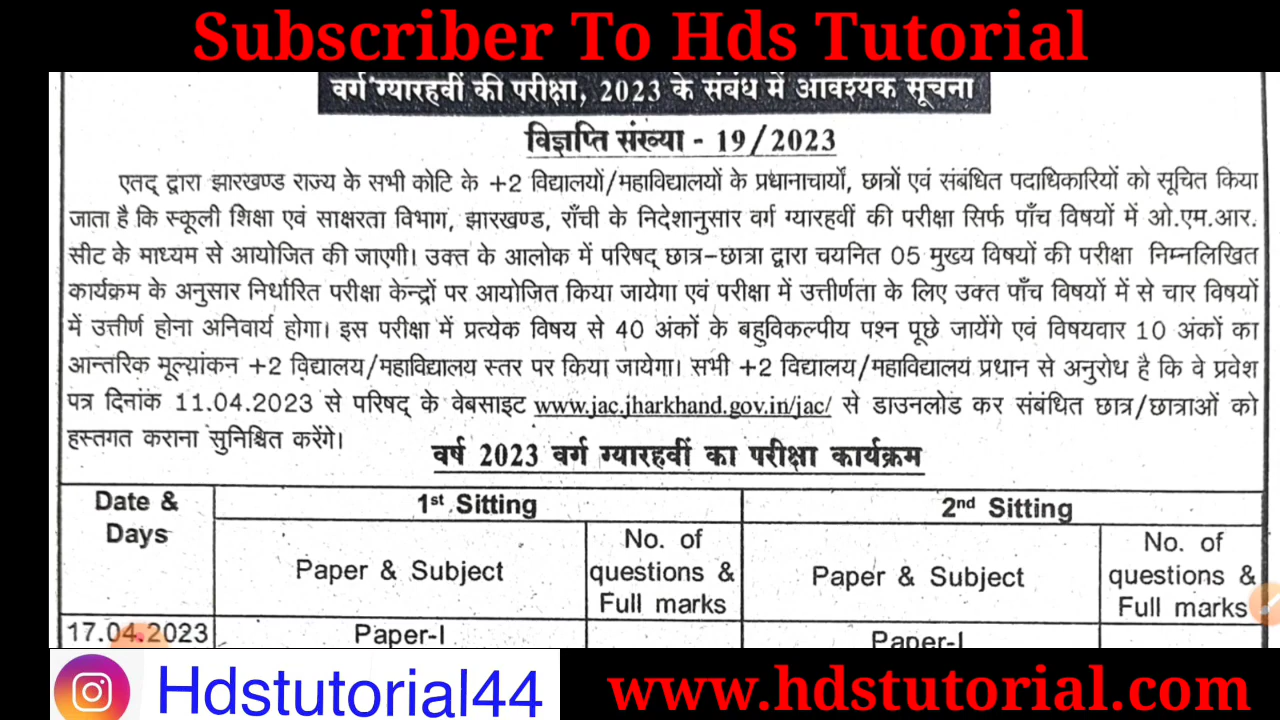 Subscriber To Hds Tutorial
वर्ग ग्यारहवीं की परीक्षा, 2023 के संबंध में आवश्यक सूचना
विज्ञप्ति संख्या - 19/2023
एतद् द्वारा झारखण्ड राज्य के सभी कोटि के +2 विद्यालयों/महाविद्यालयों के प्रधानाचार्यों, छात्रों एवं संबंधित पदाधिकारियों को सूचित किया
जाता है कि स्कूली शिक्षा एवं साक्षरता विभाग, झारखण्ड, राँची के निदेशानुसार वर्ग ग्यारहवीं की परीक्षा सिर्फ पाँच विषयों में ओ.एम.आर.
सीट के माध्यम से आयोजित की जाएगी। उक्त के आलोक में परिषद् छात्र-छात्रा द्वारा चयनित 05 मुख्य विषयों की परीक्षा निम्नलिखित
कार्यक्रम के अनुसार निर्धारित परीक्षा केन्द्रों पर आयोजित किया जायेगा एवं परीक्षा में उत्तीर्णता के लिए उक्त पाँच विषयों में से चार विषयों
में उत्तीर्ण होना अनिवार्य होगा। इस परीक्षा में प्रत्येक विषय से 40 अंकों के बहुविकल्पीय प्रश्न पूछे जायेंगे एवं विषयवार 10 अंकों का
आन्तरिक मूल्यांकन +2 विद्यालय/महाविद्यालय स्तर पर किया जायेगा। सभी +2 विद्यालय/महाविद्यालय प्रधान से अनुरोध है कि वे प्रवेश
पत्र दिनांक 11.04.2023 से परिषद् के वेबसाइट www.jac.jharkhand.gov.in/jac/ से डाउनलोड कर संबंधित छात्र/छात्राओं को
हस्तगत कराना सुनिश्चित करेंगे।
वर्ष 2023 वर्ग ग्यारहवीं का परीक्षा कार्यक्रम
Date & Days
1st Sitting
2nd Sitting
Paper & Subject
No. of
questions &
Full marks
Paper & Subject
No. of
questions &
Full marks
17.04.2023
Paper-I
Paper-I
Hdstutorial44
www.hdstutorial.com